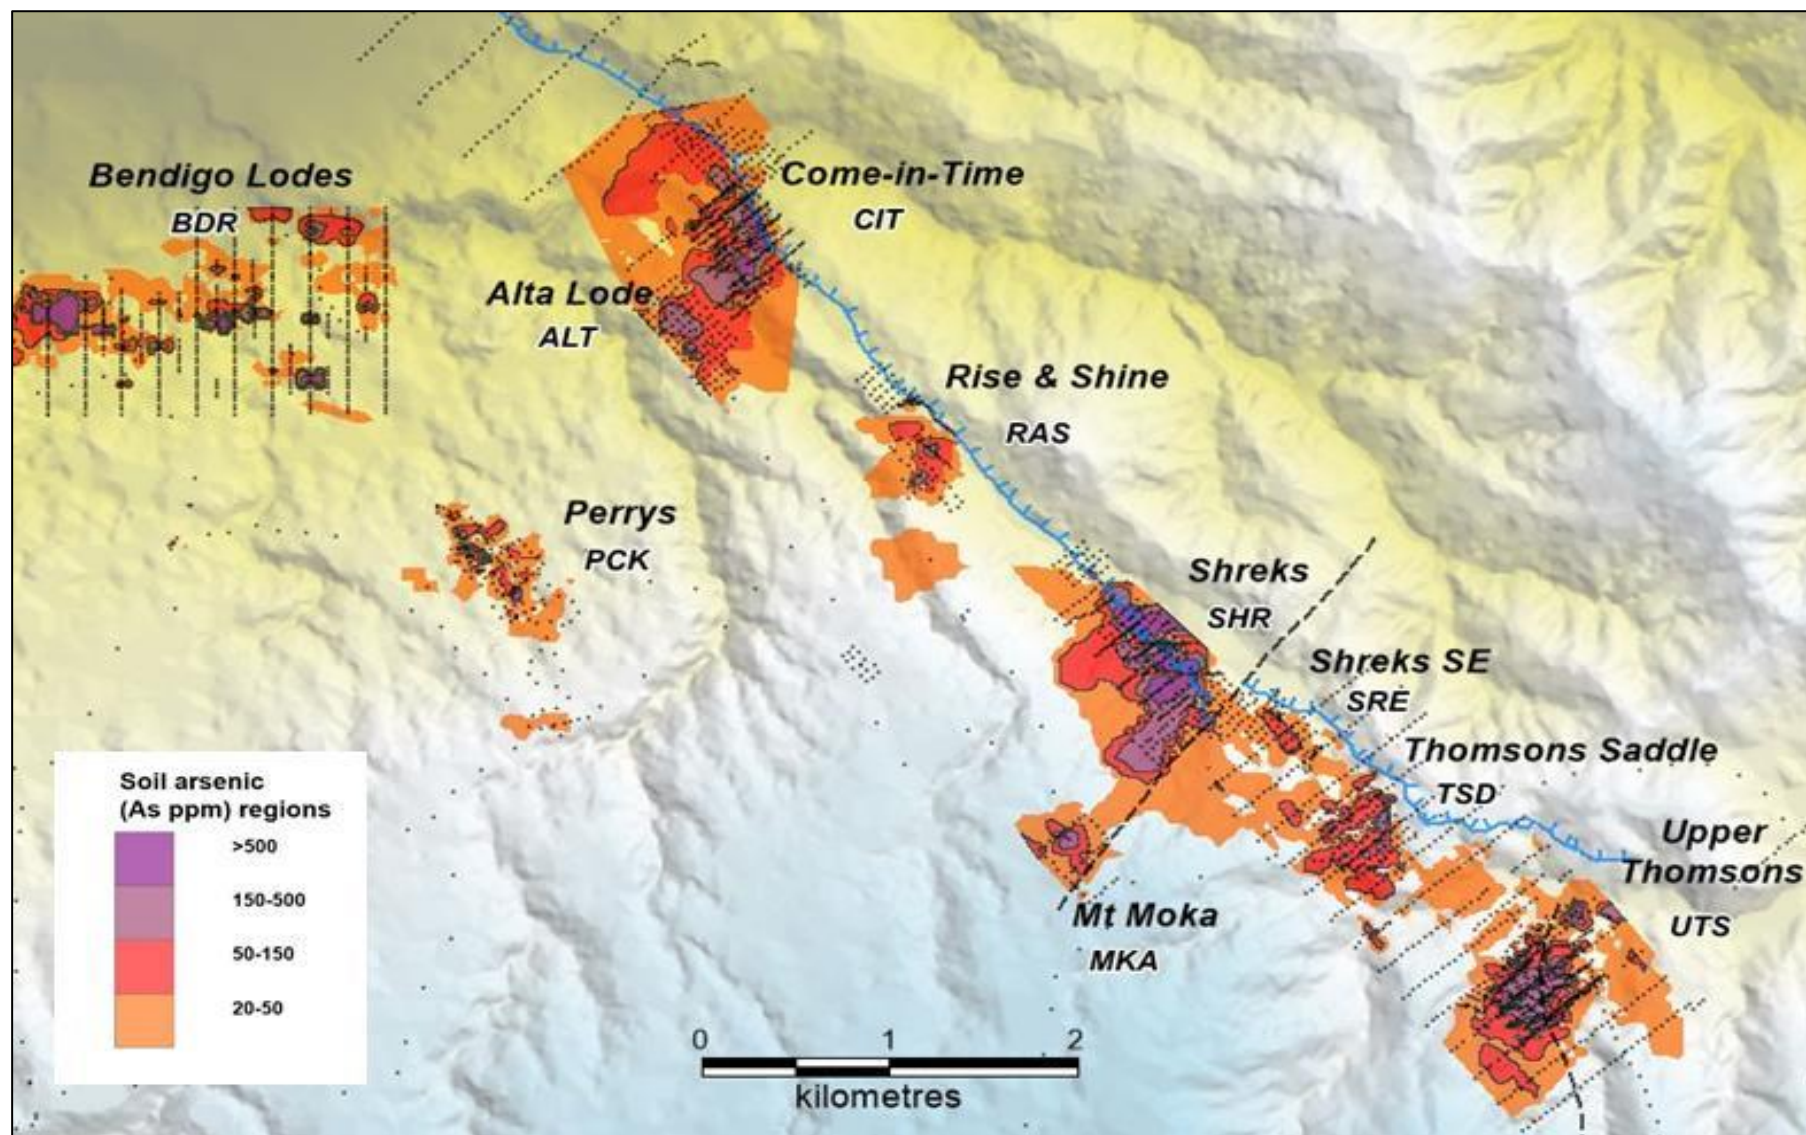 Bendigo Lodes
BDR
Come-in-Time
CIT
Alta Lode
ALT
Rise & Shine
RAS
Perrys
PCK
Shreks
SHR
Shreks SE
SRE
Thomsons Saddle
TSD
Upper
Thomsons
UTS
Mt Moka
MKA
Soil arsenic
(As ppm) regions
>500
150-500
50-150
20-50
0 1 2
kilometres